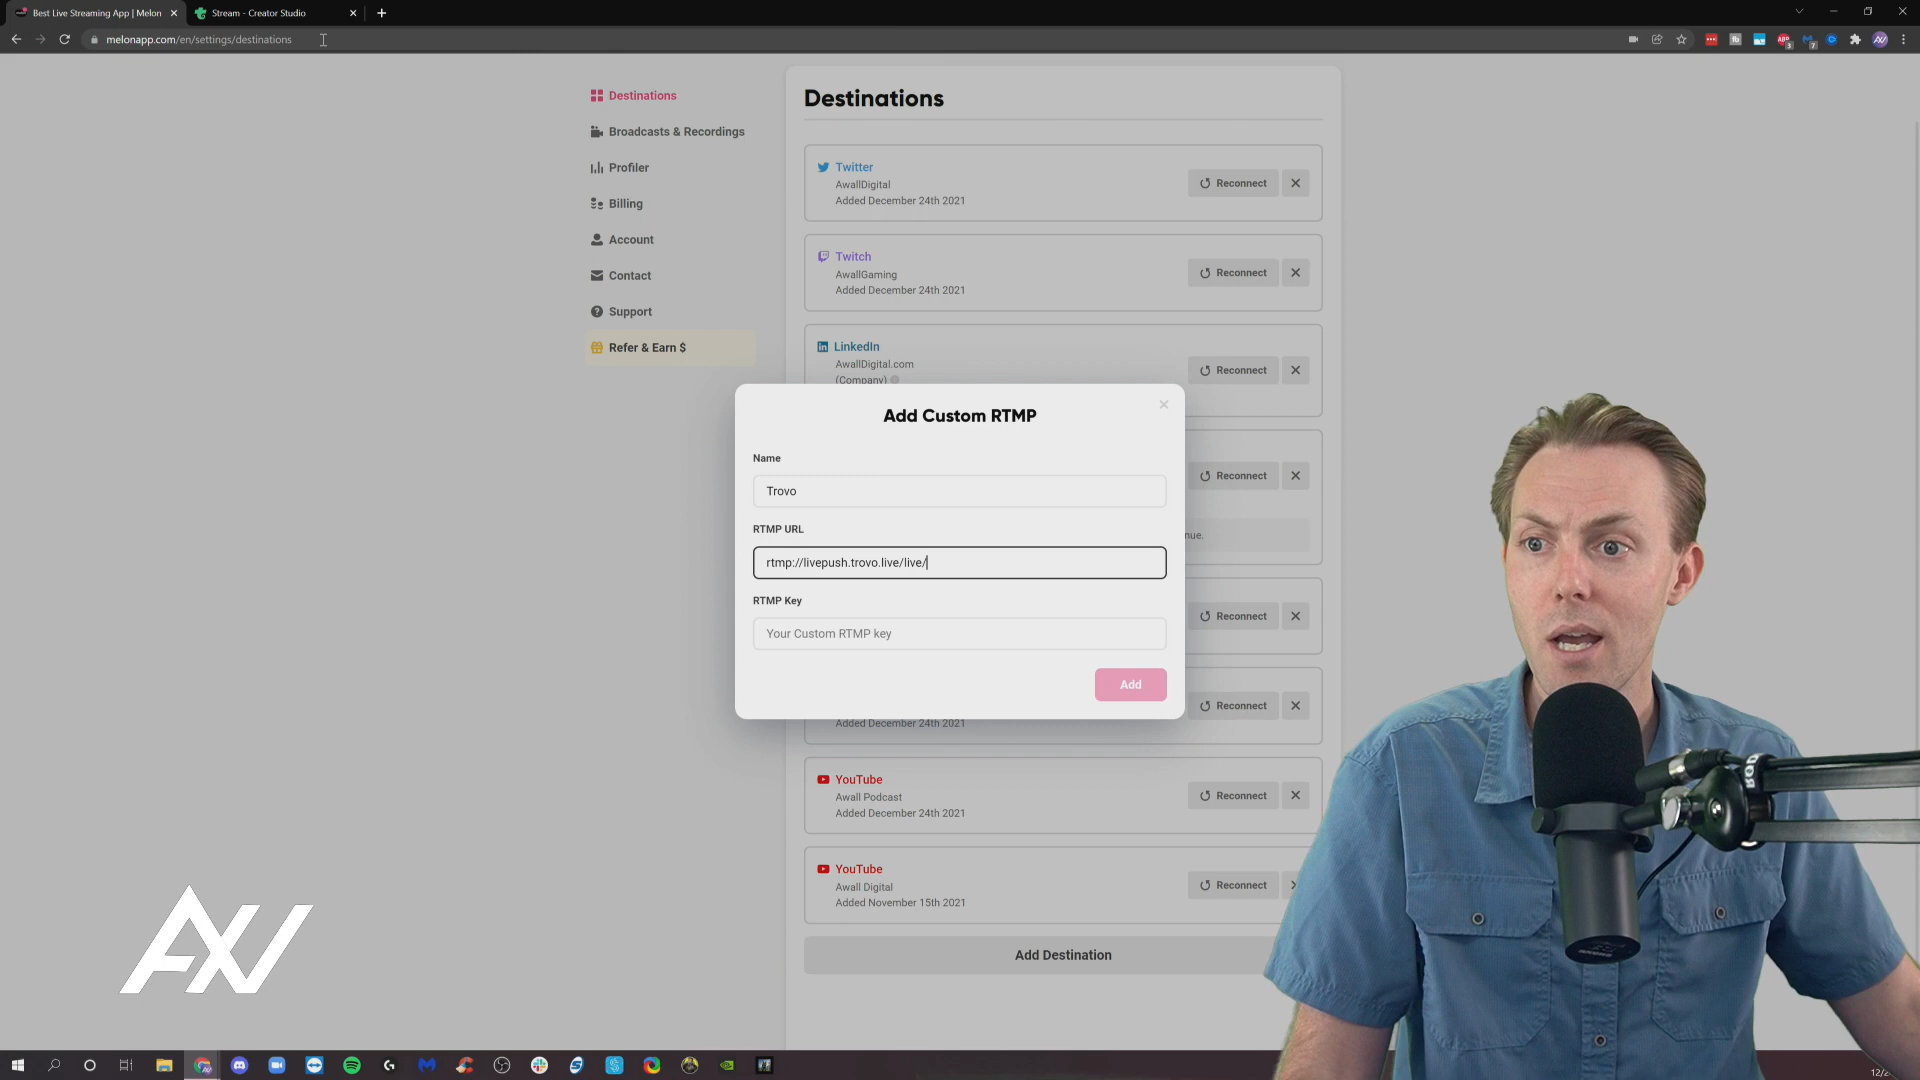 Best Live Streaming App | Melon
Stream - Creator Studio
melonapp.com/en/settings/destinations
Destinations
Broadcasts & Recordings
Profiler
Billing
Account
Contact
Support
Refer & Earn $
Destinations
Twitter
AwallDigital
Added December 24th 2021
Reconnect
Twitch
AwallGaming
Added December 24th 2021
Reconnect
LinkedIn
AwallDigital.com
(Company)
Reconnect
Reconnect
nue.
Reconnect
Reconnect
Added December 24th 2021
Add Custom RTMP
Name
Trovo
RTMP URL
rtmp://livepush.trovo.live/live/
RTMP Key
Your Custom RTMP key
Add
YouTube
Awall Podcast
Added December 24th 2021
Reconnect
YouTube
Awall Digital
Added November 15th 2021
Reconnect
Add Destination
RODE